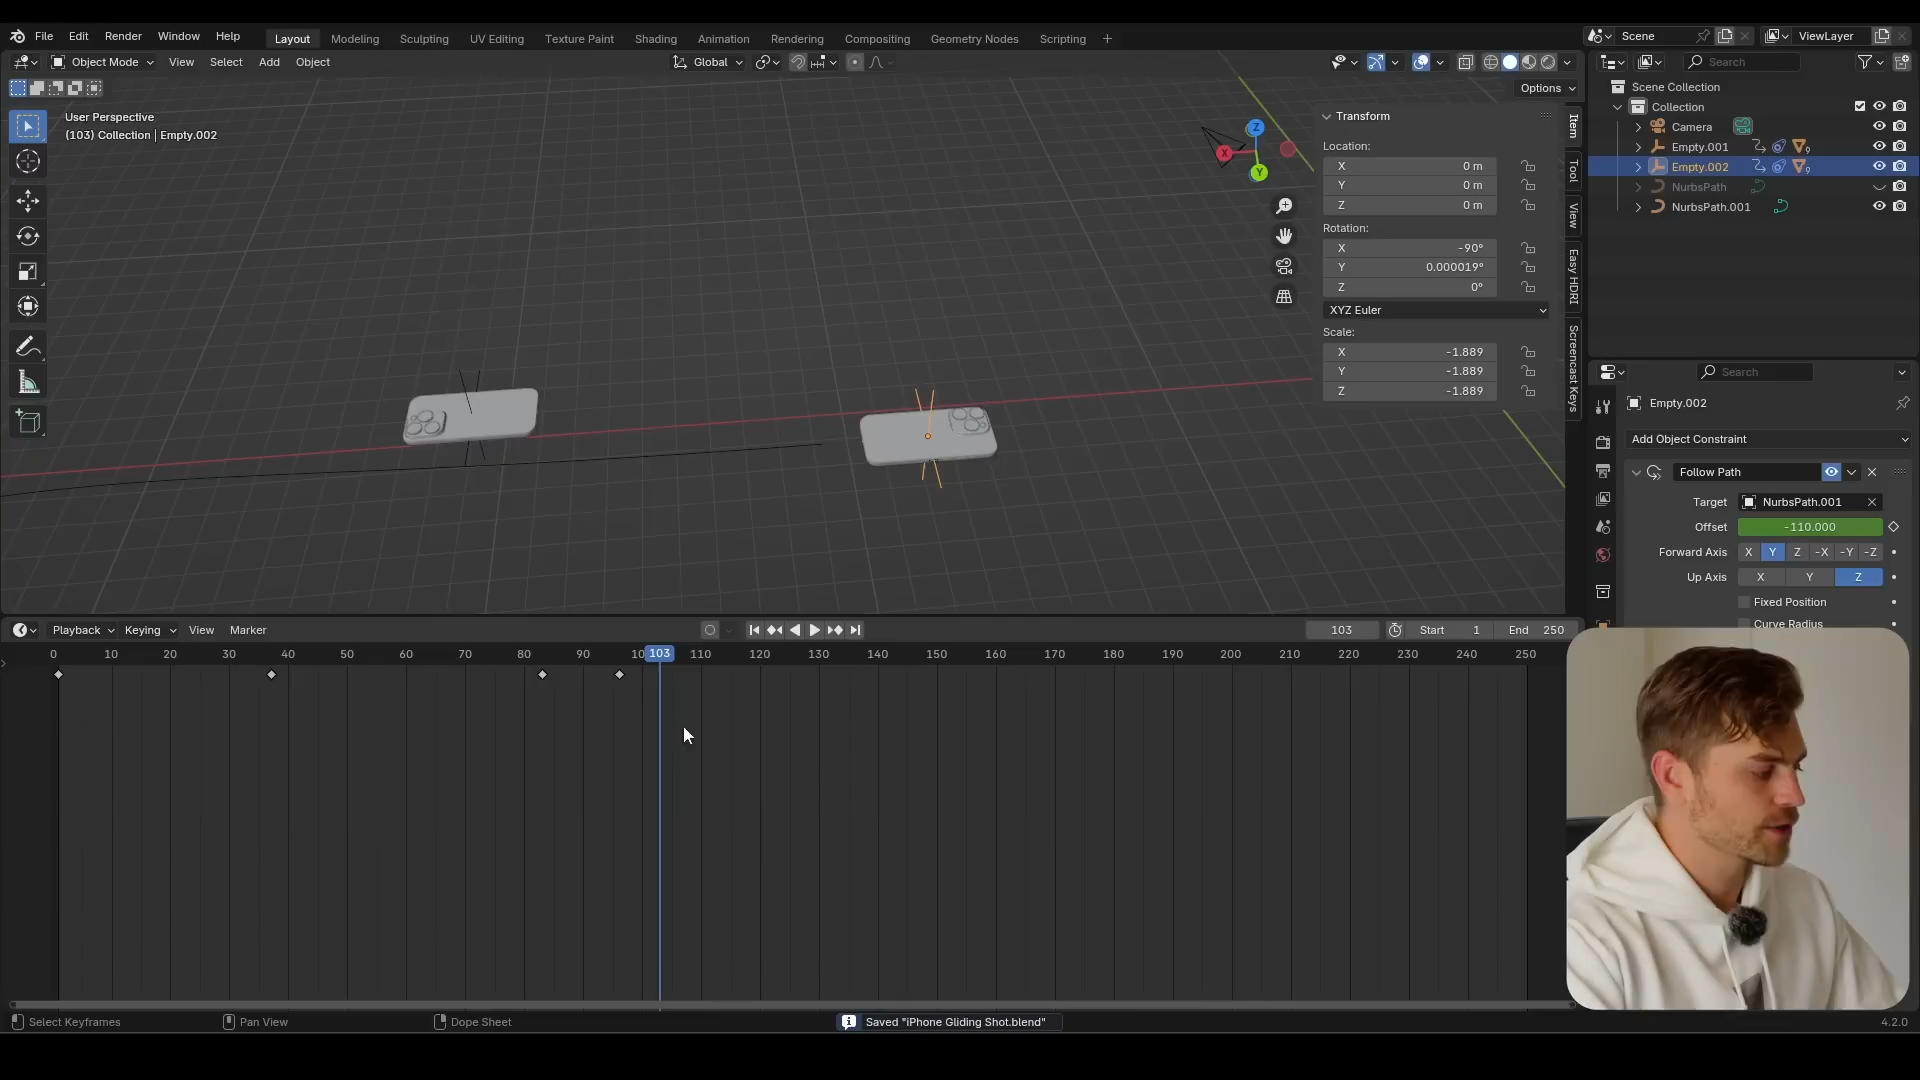 File Edit Render Window Help Layout Modeling Sculpting UV Editing Texture Paint Shading Animation Rendering Compositing Geometry Nodes Scripting + Scene ViewLayer
Object Mode View Select Add Object Global Search
Options
User Perspective
(103) Collection | Empty.002
Z
X
Y
Transform
Location:
X 0 m
Y 0 m
Z 0 m
Rotation:
X -90°
Y 0.000019°
Z 0°
XYZ Euler
Scale:
X -1.889
Y -1.889
Z -1.889
Item
Tool
View
Easy HDRI
Screencast Keys
Scene Collection
Collection
Camera
Empty.001 9
Empty.002 9
NurbsPath
NurbsPath.001
Search
Empty.002
Add Object Constraint
Follow Path
Target NurbsPath.001
Offset -110.000
Forward Axis X Y Z -X -Y -Z
Up Axis X Y Z
Fixed Position
Curve Radius
Playback Keying View Marker 103 Start 1 End 250
0 10 20 30 40 50 60 70 80 90 10 103 110 120 130 140 150 160 170 180 190 200 210 220 230 240 250
Select Keyframes Pan View Dope Sheet Saved "iPhone Gliding Shot.blend" 4.2.0